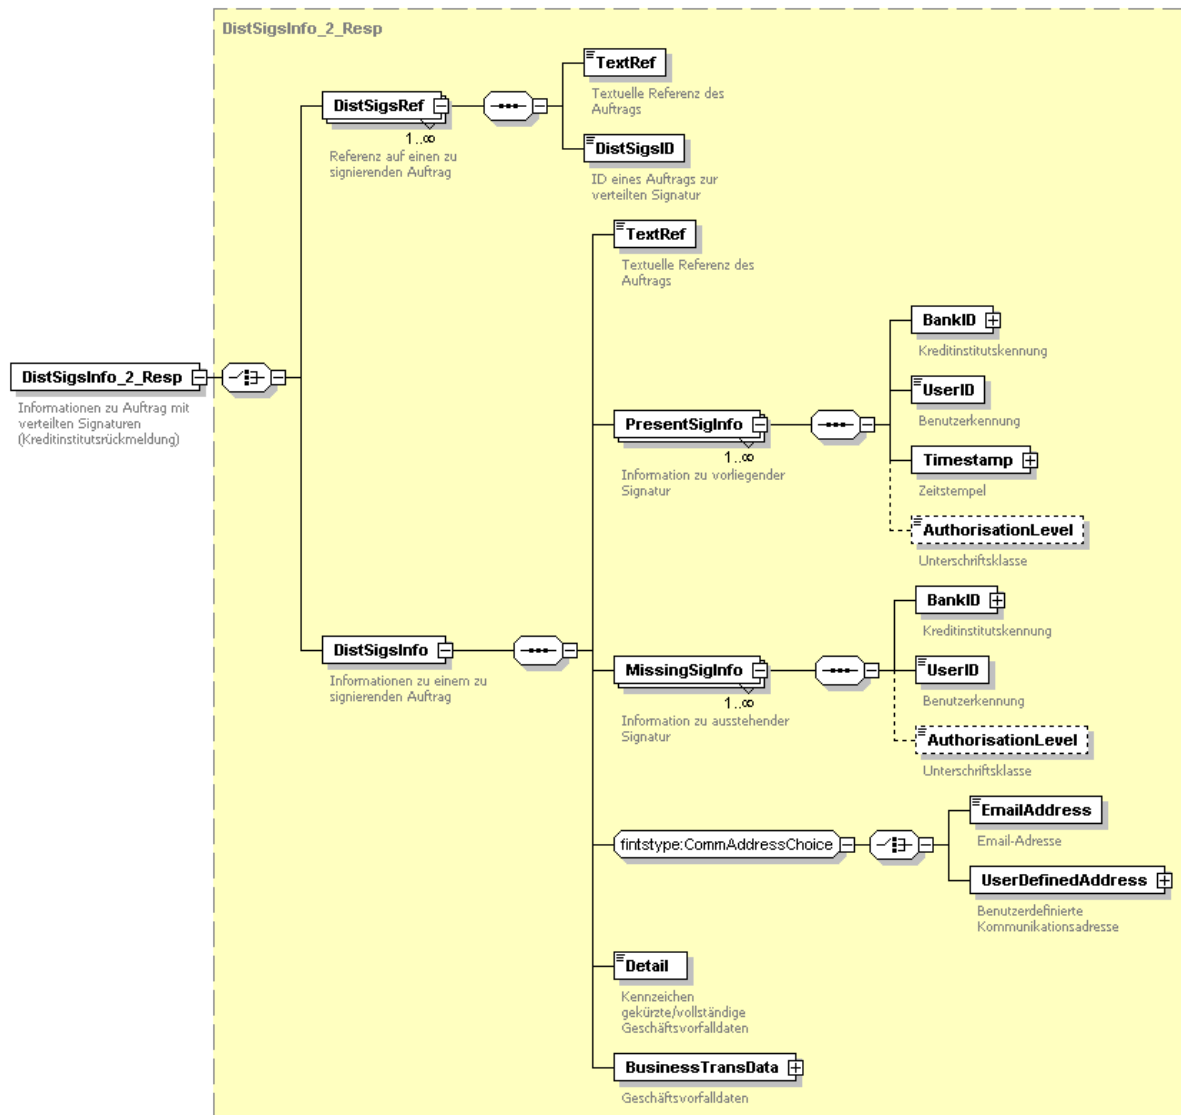 DistSigsInfo_2_Resp
TextRef
Textuelle Referenz des
Auftrags
DistSigsRef
1..∞
Referenz auf einen zu
signierenden Auftrag
DistSigsID
ID eines Auftrags zur
verteilten Signatur
TextRef
Textuelle Referenz des
Auftrags
BankID
Kreditinstitutskennung
DistSigsInfo_2_Resp
Informationen zu Auftrag mit
verteilten Signaturen
(Kreditinstitutsrückmeldung)
UserID
Benutzerkennung
PresentSigInfo
1..∞
Information zu vorliegender
Signatur
Timestamp
Zeitstempel
AuthorisationLevel
Unterschriftsklasse
BankID
Kreditinstitutskennung
DistSigsInfo
Informationen zu einem zu
signierenden Auftrag
MissingSigInfo
1..∞
Information zu ausstehender
Signatur
UserID
Benutzerkennung
AuthorisationLevel
Unterschriftsklasse
fintstype:CommAddressChoice
EmailAddress
Email-Adresse
UserDefinedAddress
Benutzerdefinierte
Kommunikationsadresse
Detail
Kennzeichen
gekürzte/vollständige
Geschäftsvorfalldaten
BusinessTransData
Geschäftsvorfalldaten